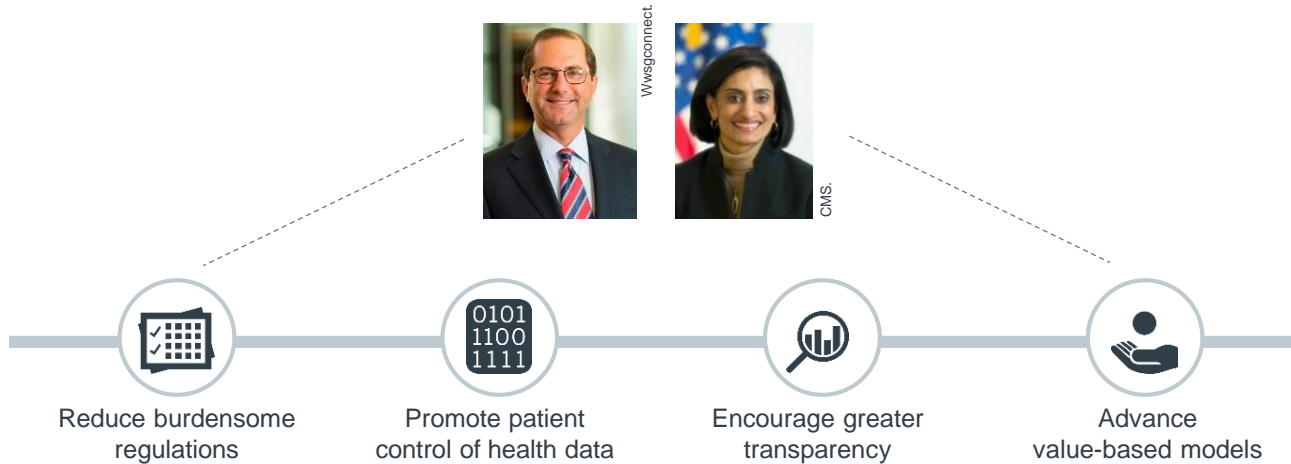 Wwsgconnect.
CMS.
0101
1100
1111
Reduce burdensome
regulations
Promote patient
control of health data
Encourage greater
transparency
Advance
value-based models